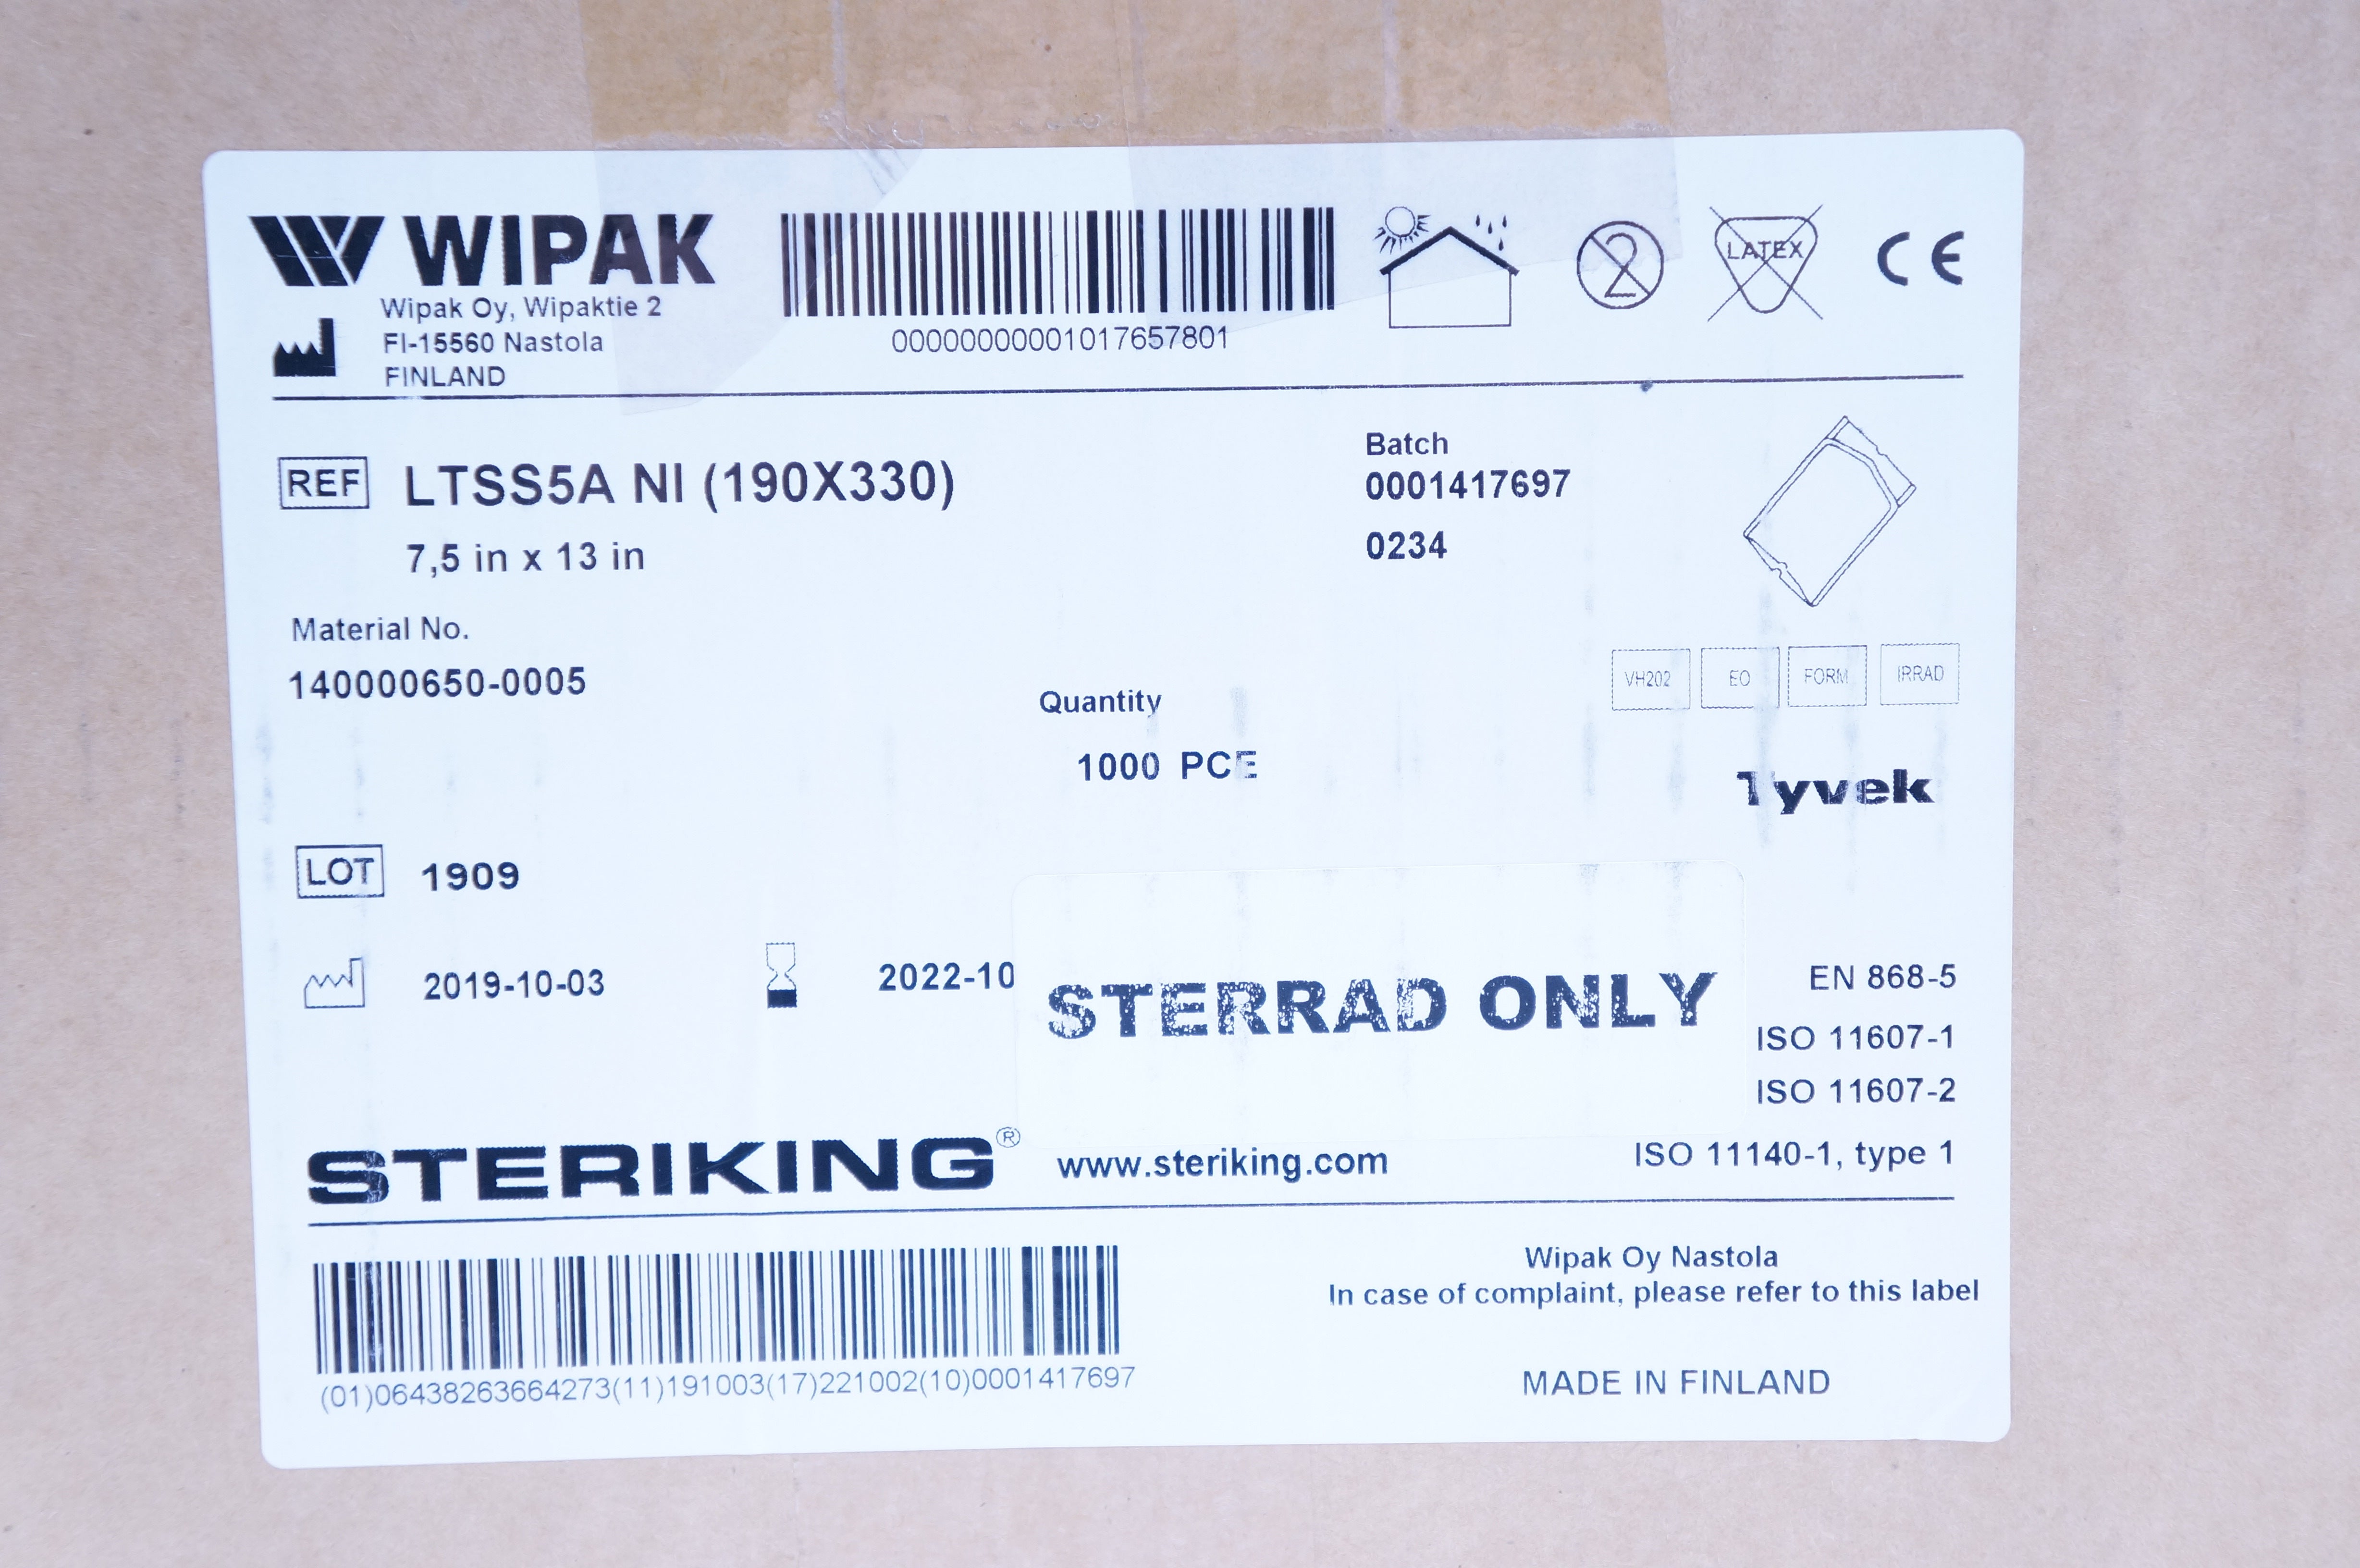 WIPAK
Wipak Oy, Wipaktie 2
FI-15560 Nastola
FINLAND
00000000001017657801
2
LATEX
CE
REF LTSS5A NI (190X330)
7,5 in x 13 in
Batch
0001417697
0234
Material No.
140000650-0005
VH202 EO FORM IRRAD
Quantity
1000 PCE
Tyvek
LOT 1909
2019-10-03 2022-10
STERRAD ONLY
EN 868-5
ISO 11607-1
ISO 11607-2
ISO 11140-1, type 1
STERIKING® www.steriking.com
(01)06438263664273(11)191003(17)221002(10)0001417697
Wipak Oy Nastola
In case of complaint, please refer to this label
MADE IN FINLAND